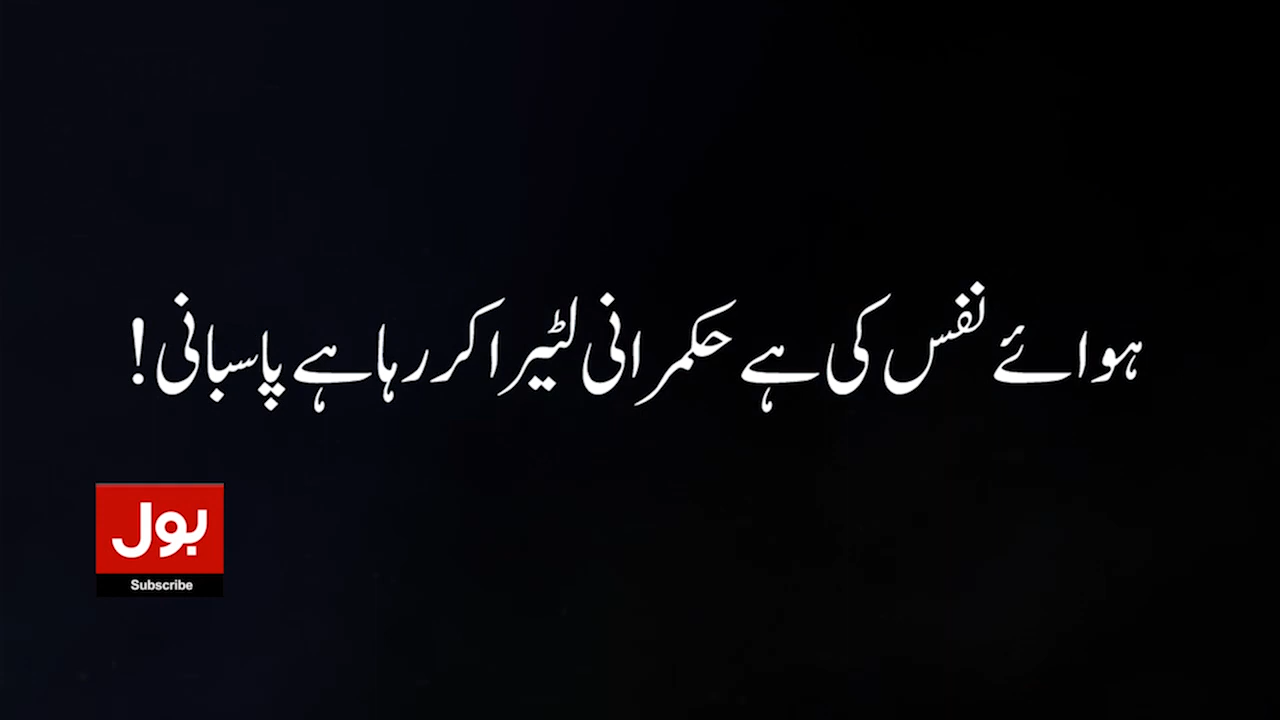 ہوائے نفس کی ہے حکمرانی لٹیرا کر رہا ہے پاسبانی!
بول
Subscribe